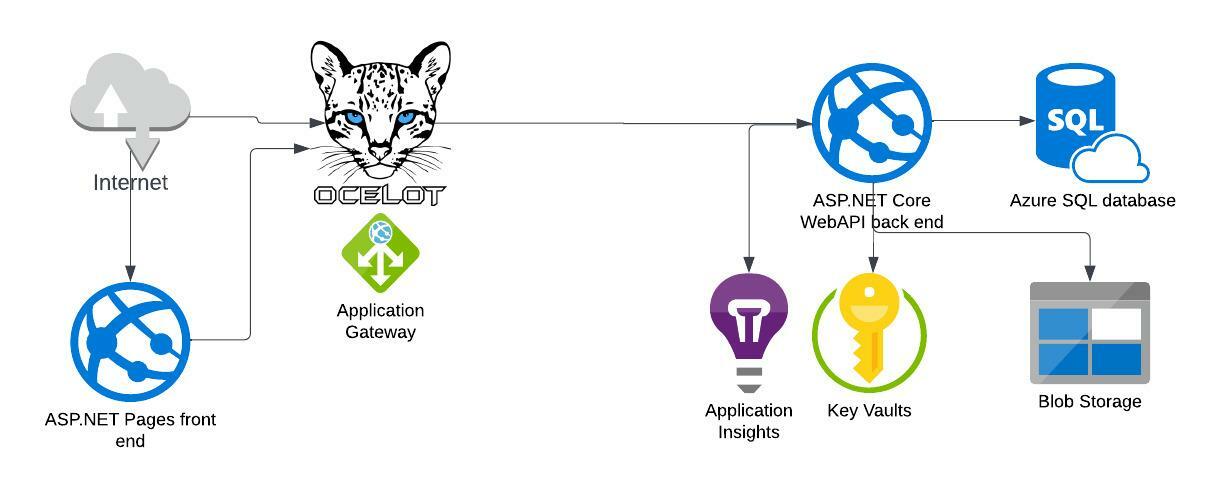 Internet
OCELOT
SQL
ASP.NET Core
WebAPI back end
Azure SQL database
Application
Gateway
ASP.NET Pages front
end
Application
Insights
Key Vaults
Blob Storage